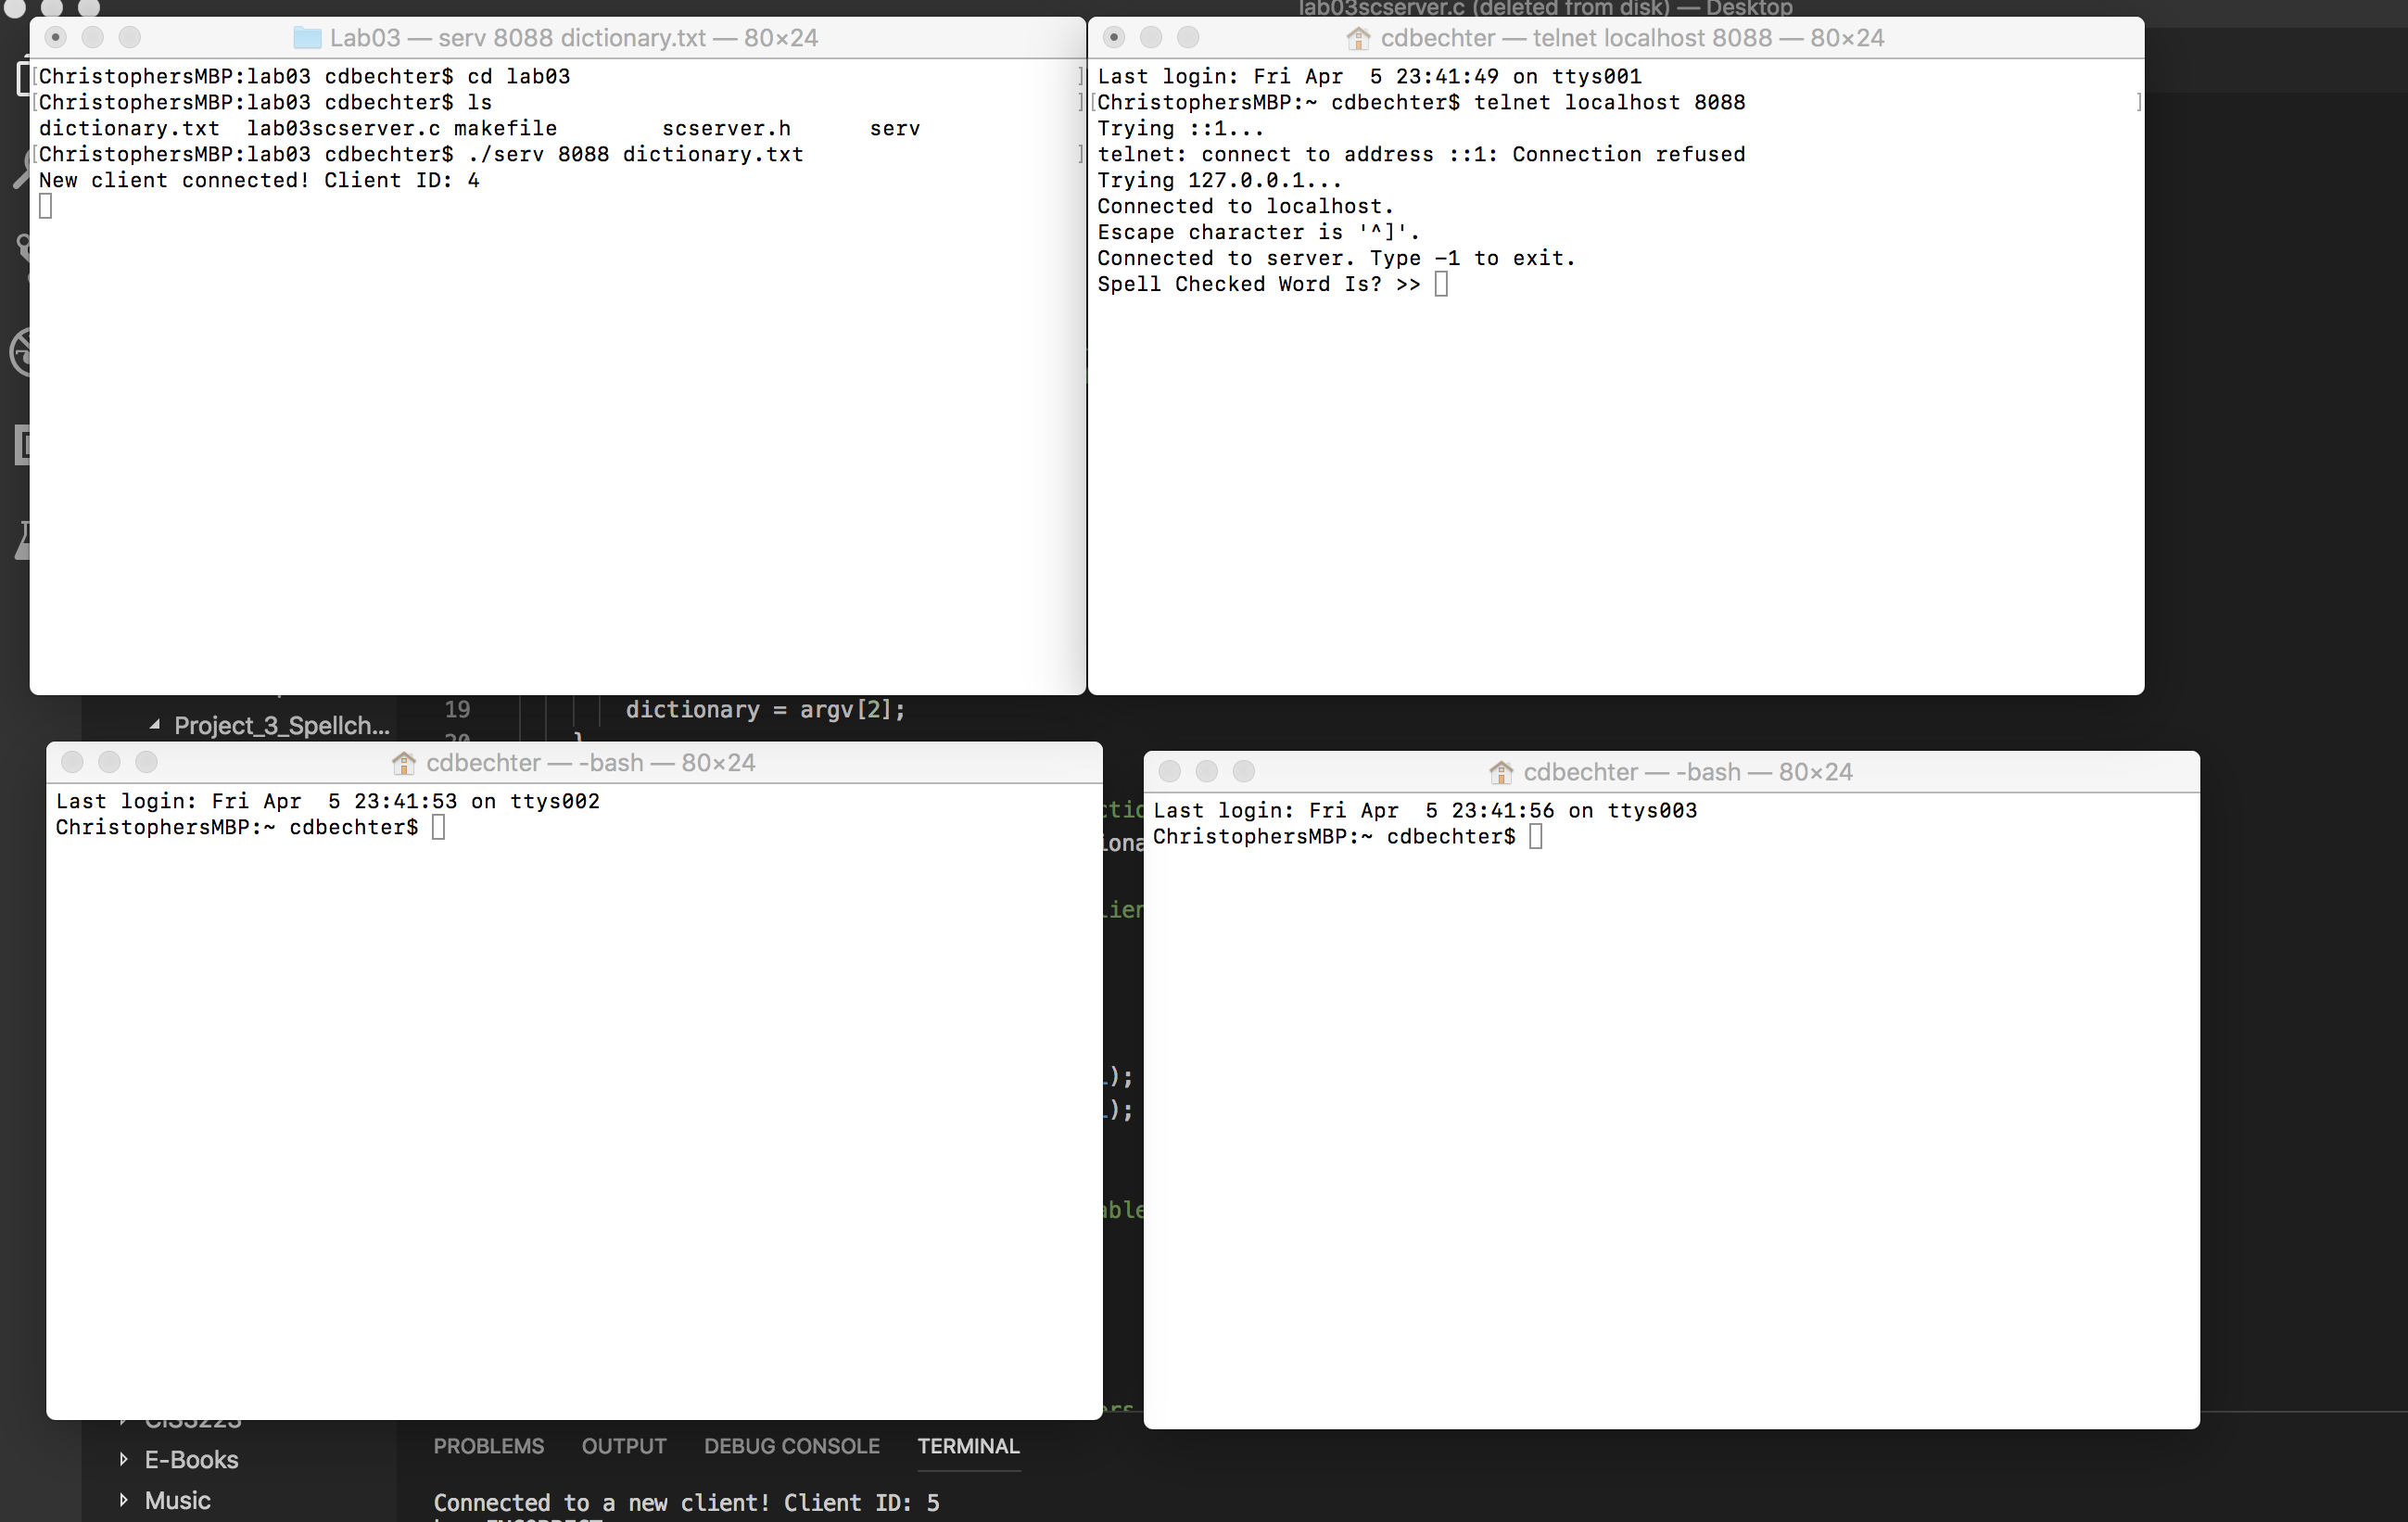 lab03scserver.c (deleted from disk) — Desktop
Lab03 — serv 8088 dictionary.txt — 80×24
[ChristophersMBP:lab03 cdbechter$ cd lab03 ]
[ChristophersMBP:lab03 cdbechter$ ls ]
dictionary.txt lab03scserver.c makefile scserver.h serv
[ChristophersMBP:lab03 cdbechter$ ./serv 8088 dictionary.txt ]
New client connected! Client ID: 4
cdbechter — telnet localhost 8088 — 80×24
Last login: Fri Apr  5 23:41:49 on ttys001
[ChristophersMBP:~ cdbechter$ telnet localhost 8088 ]
Trying ::1...
telnet: connect to address ::1: Connection refused
Trying 127.0.0.1...
Connected to localhost.
Escape character is '^]'.
Connected to server. Type -1 to exit.
Spell Checked Word Is? >>
Project_3_Spellch...
19 dictionary = argv[2];
}
cdbechter — -bash — 80×24
Last login: Fri Apr  5 23:41:53 on ttys002
ChristophersMBP:~ cdbechter$
cdbechter — -bash — 80×24
Last login: Fri Apr  5 23:41:56 on ttys003
ChristophersMBP:~ cdbechter$
);
);
E-Books
Music
PROBLEMS OUTPUT DEBUG CONSOLE TERMINAL
Connected to a new client! Client ID: 5